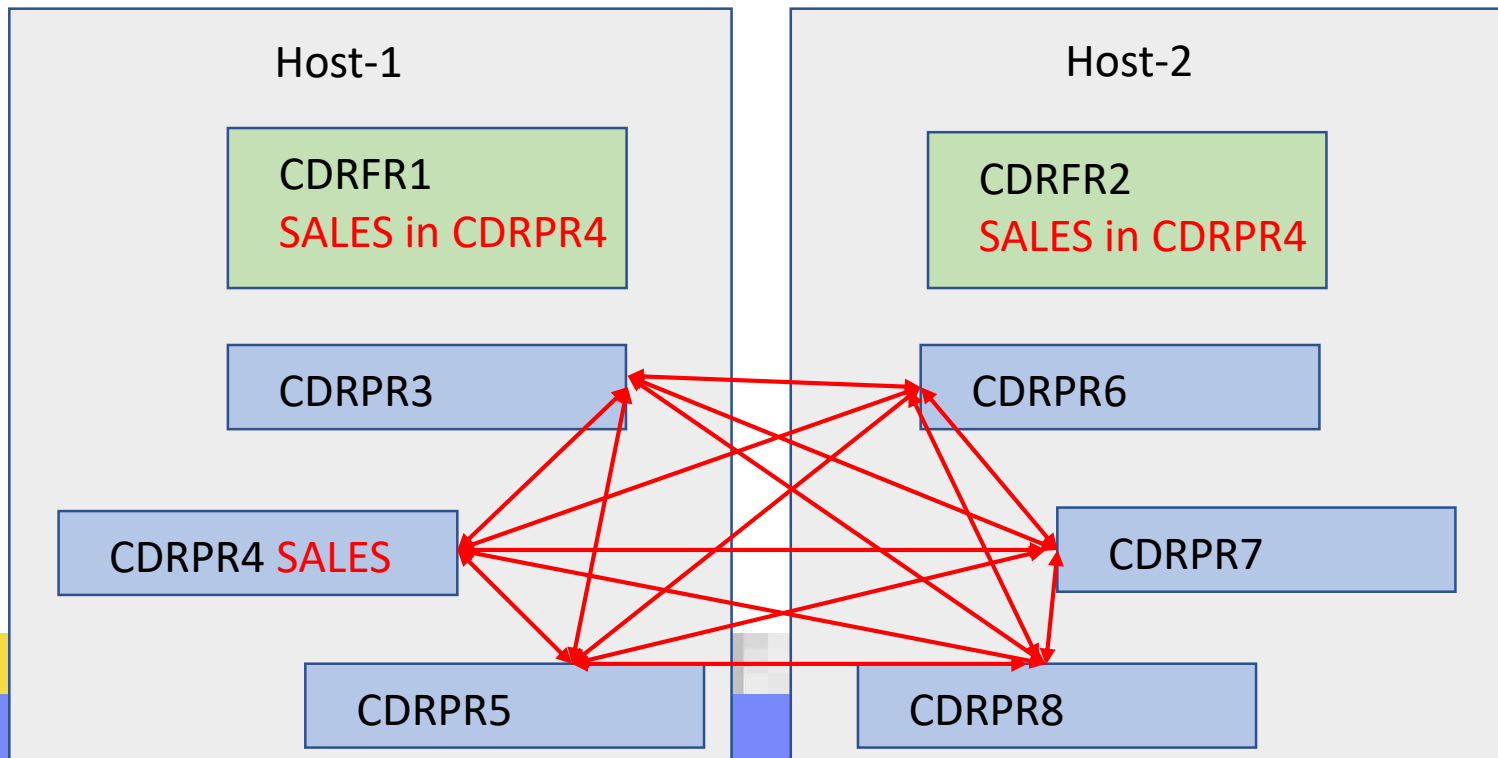 Host-1
CDRFR1
SALES in CDRPR4
CDRPR3
CDRPR4 SALES
CDRPR5
Host-2
CDRFR2
SALES in CDRPR4
CDRPR6
CDRPR7
CDRPR8